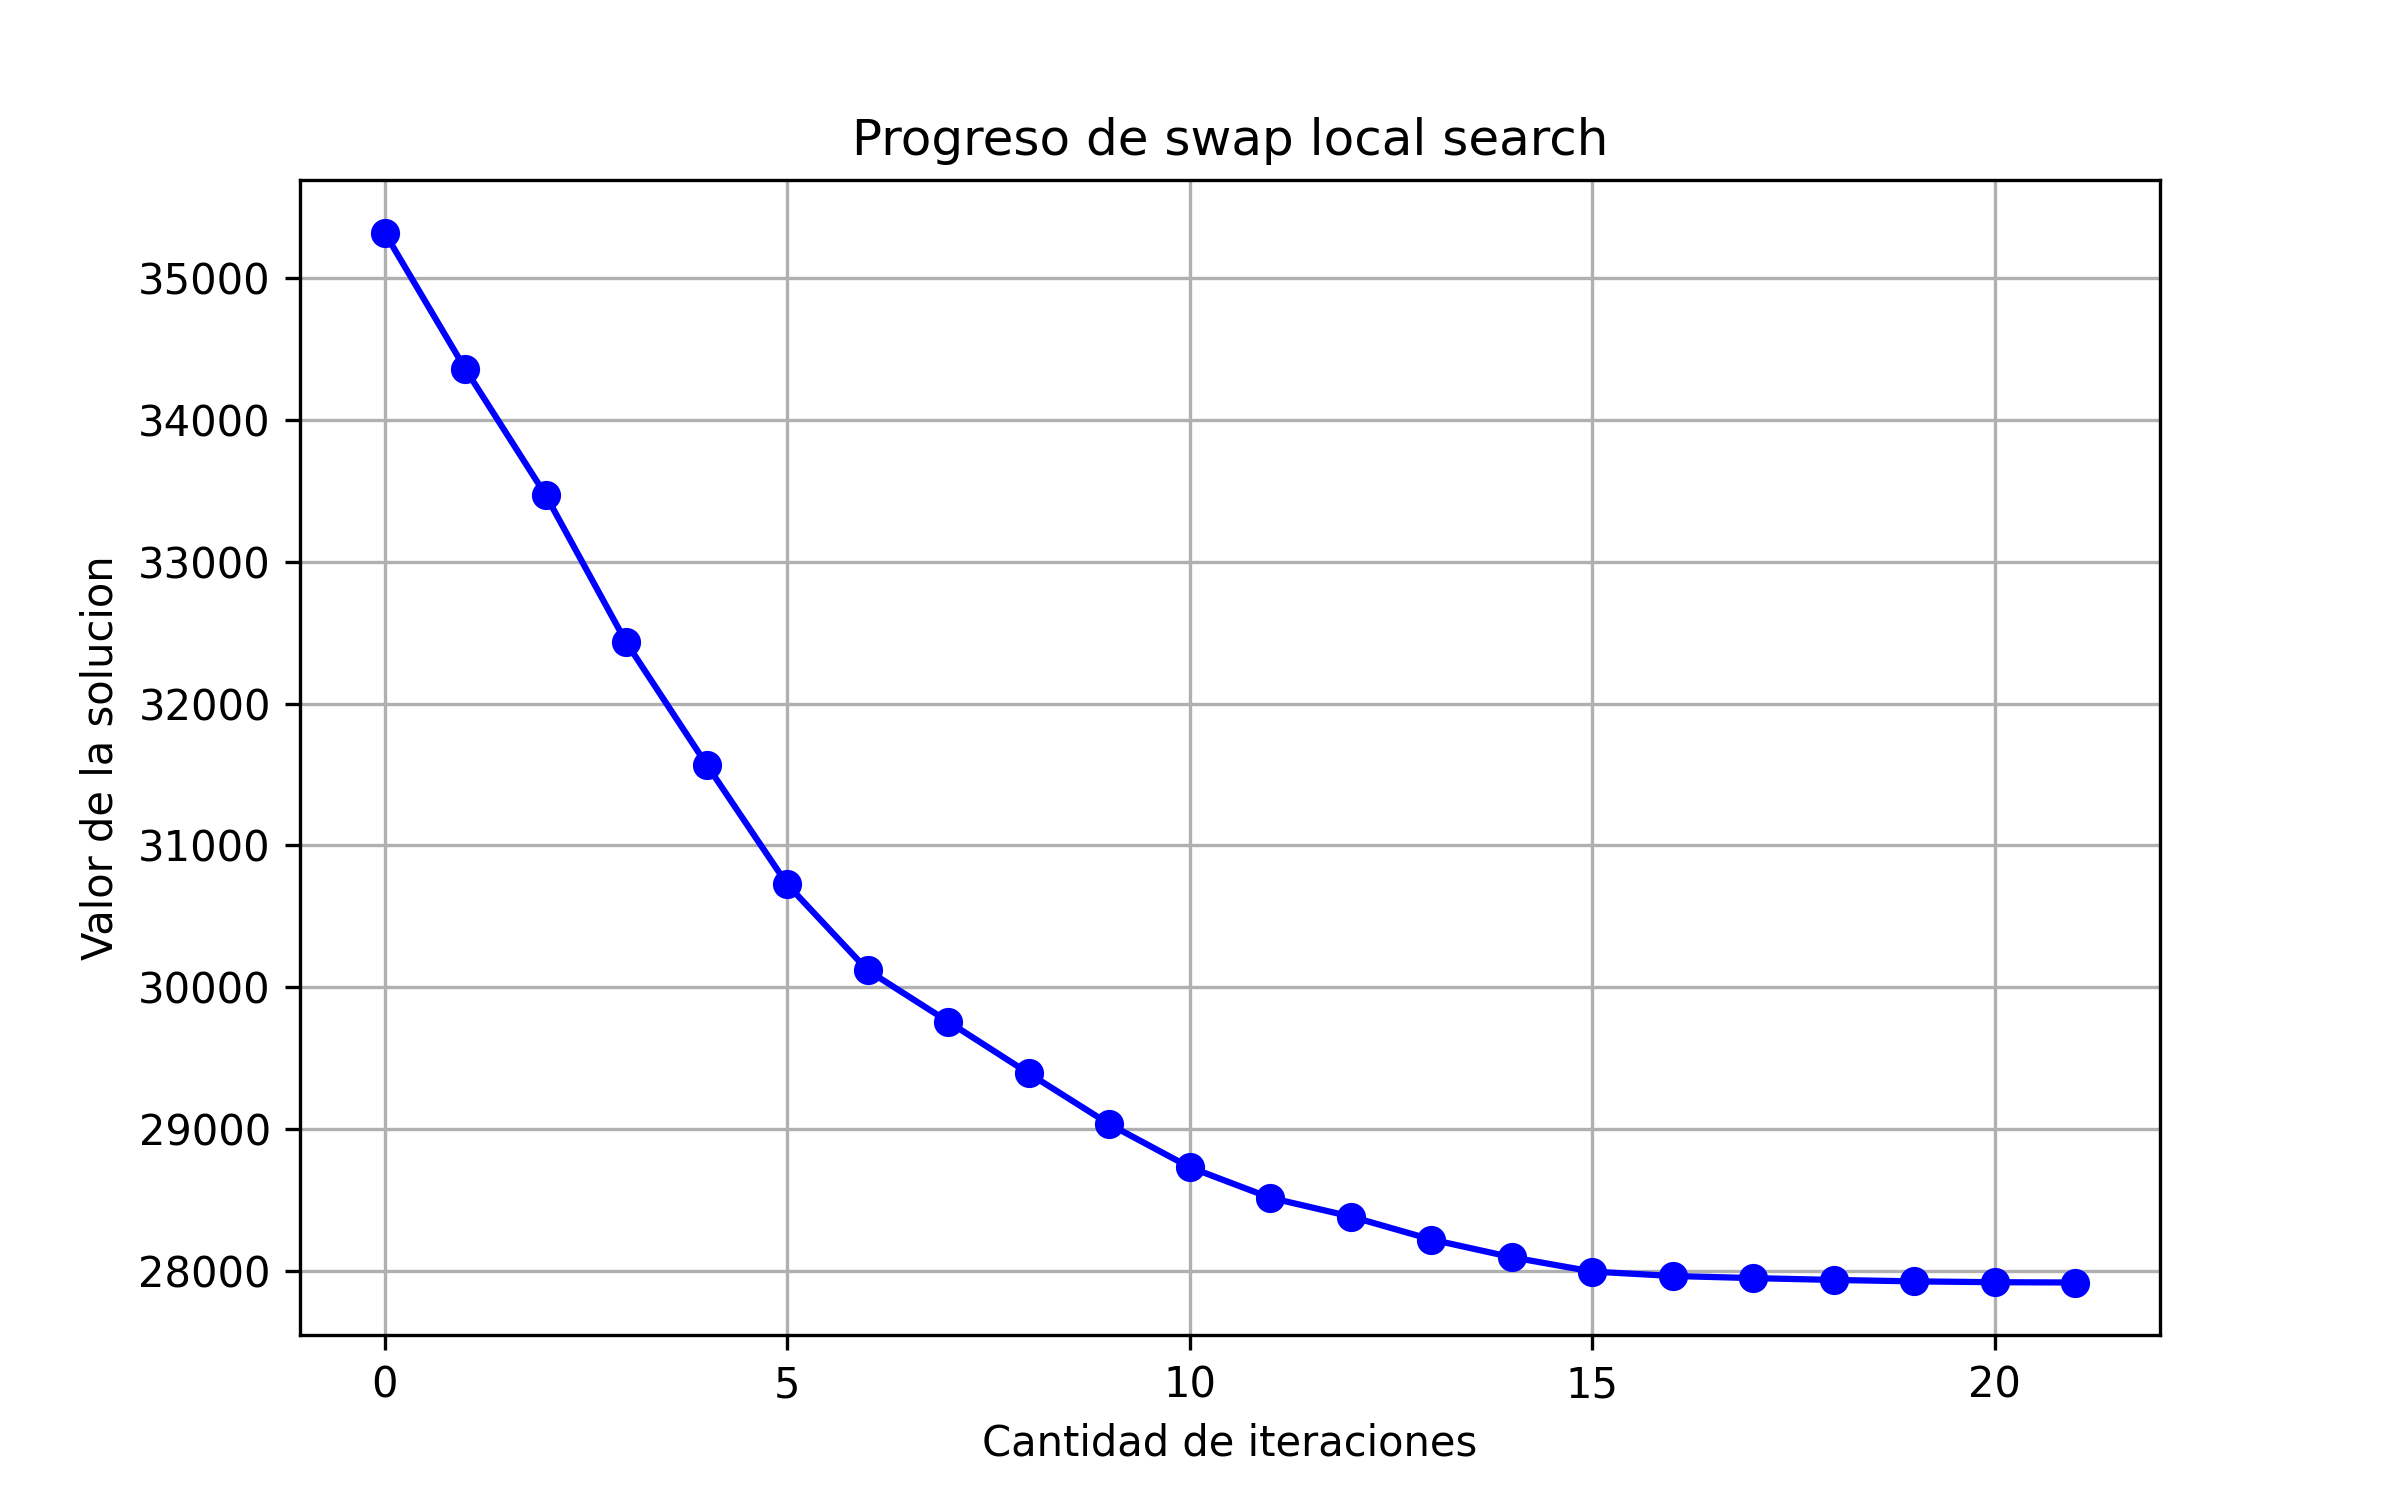 Progreso de swap local search
Valor de la solucion
35000
34000
33000
32000
31000
30000
29000
28000
0 5 10 15 20
Cantidad de iteraciones